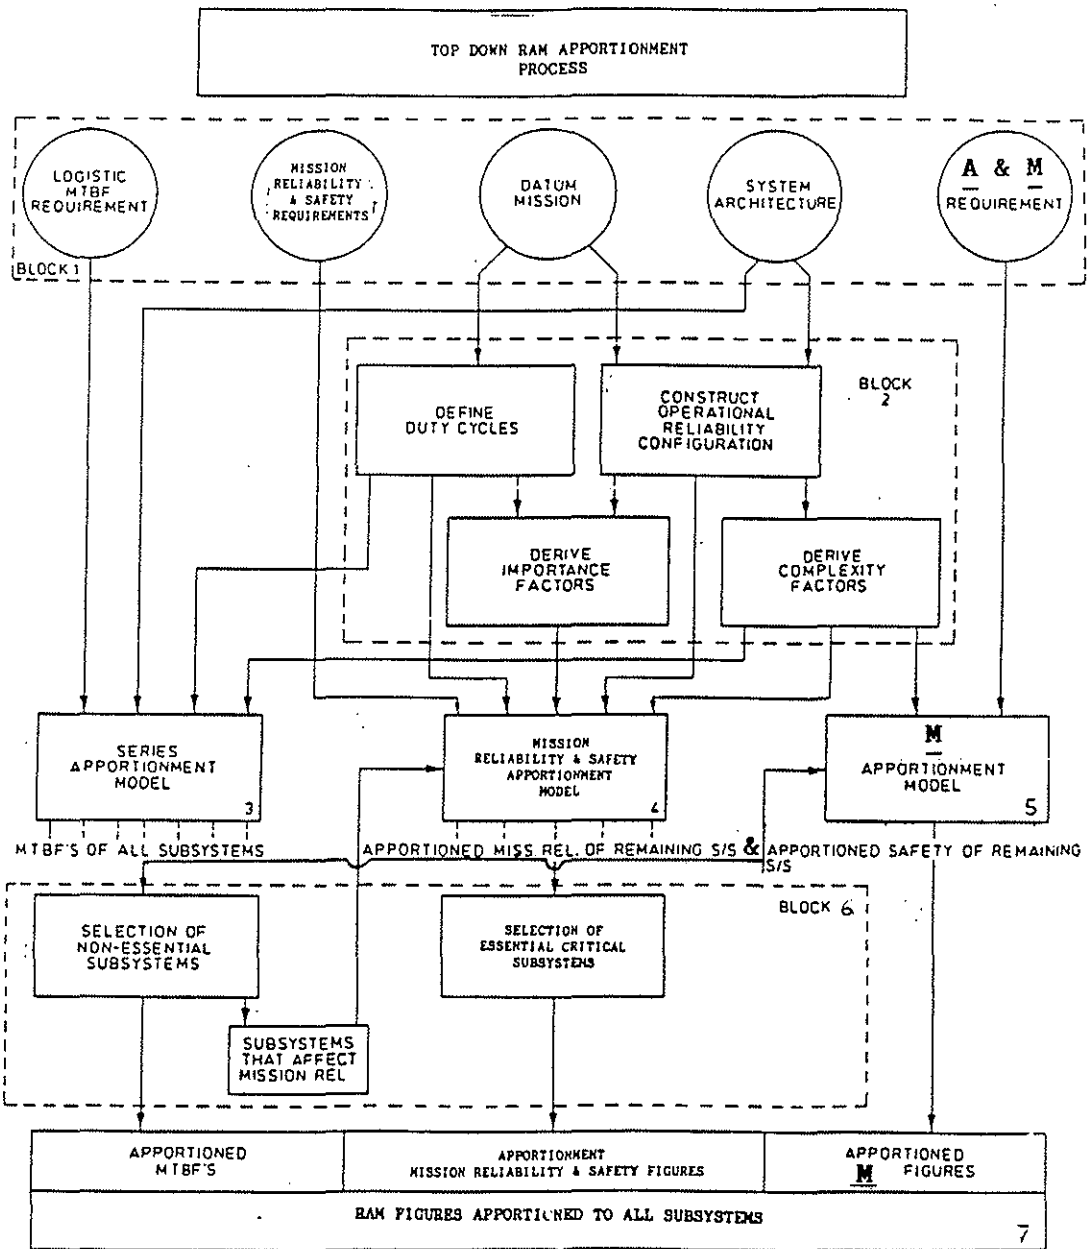 TOP DOWN RAM APPORTIONMENT
PROCESS
LOGISTIC
MTBF
REQUIREMENT
MISSION
RELIABILITY
& SAFETY
REQUIREMENTS
DATUM
MISSION
SYSTEM
ARCHITECTURE
A & M
REQUIREMENT
BLOCK 1
DEFINE
DUTY CYCLES
CONSTRUCT
OPERATIONAL
RELIABILITY
CONFIGURATION
BLOCK
2
DERIVE
IMPORTANCE
FACTORS
DERIVE
COMPLEXITY
FACTORS
SERIES
APPORTIONMENT
MODEL
3
MISSION
RELIABILITY & SAFETY
APPORTIONMENT
MODEL
4
M
APPORTIONMENT
MODEL
5
MTBF'S OF ALL SUBSYSTEMS
APPORTIONED MISS. REL. OF REMAINING S/S & APPORTIONED SAFETY OF REMAINING
S/S
BLOCK 6
SELECTION OF
NON-ESSENTIAL
SUBSYSTEMS
SELECTION OF
ESSENTIAL CRITICAL
SUBSYSTEMS
SUBSYSTEMS
THAT AFFECT
MISSION REL
APPORTIONED
MTBF'S
APPORTIONMENT
MISSION RELIABILITY & SAFETY FIGURES
APPORTIONED
M FIGURES
RAM FIGURES APPORTIONED TO ALL SUBSYSTEMS
7